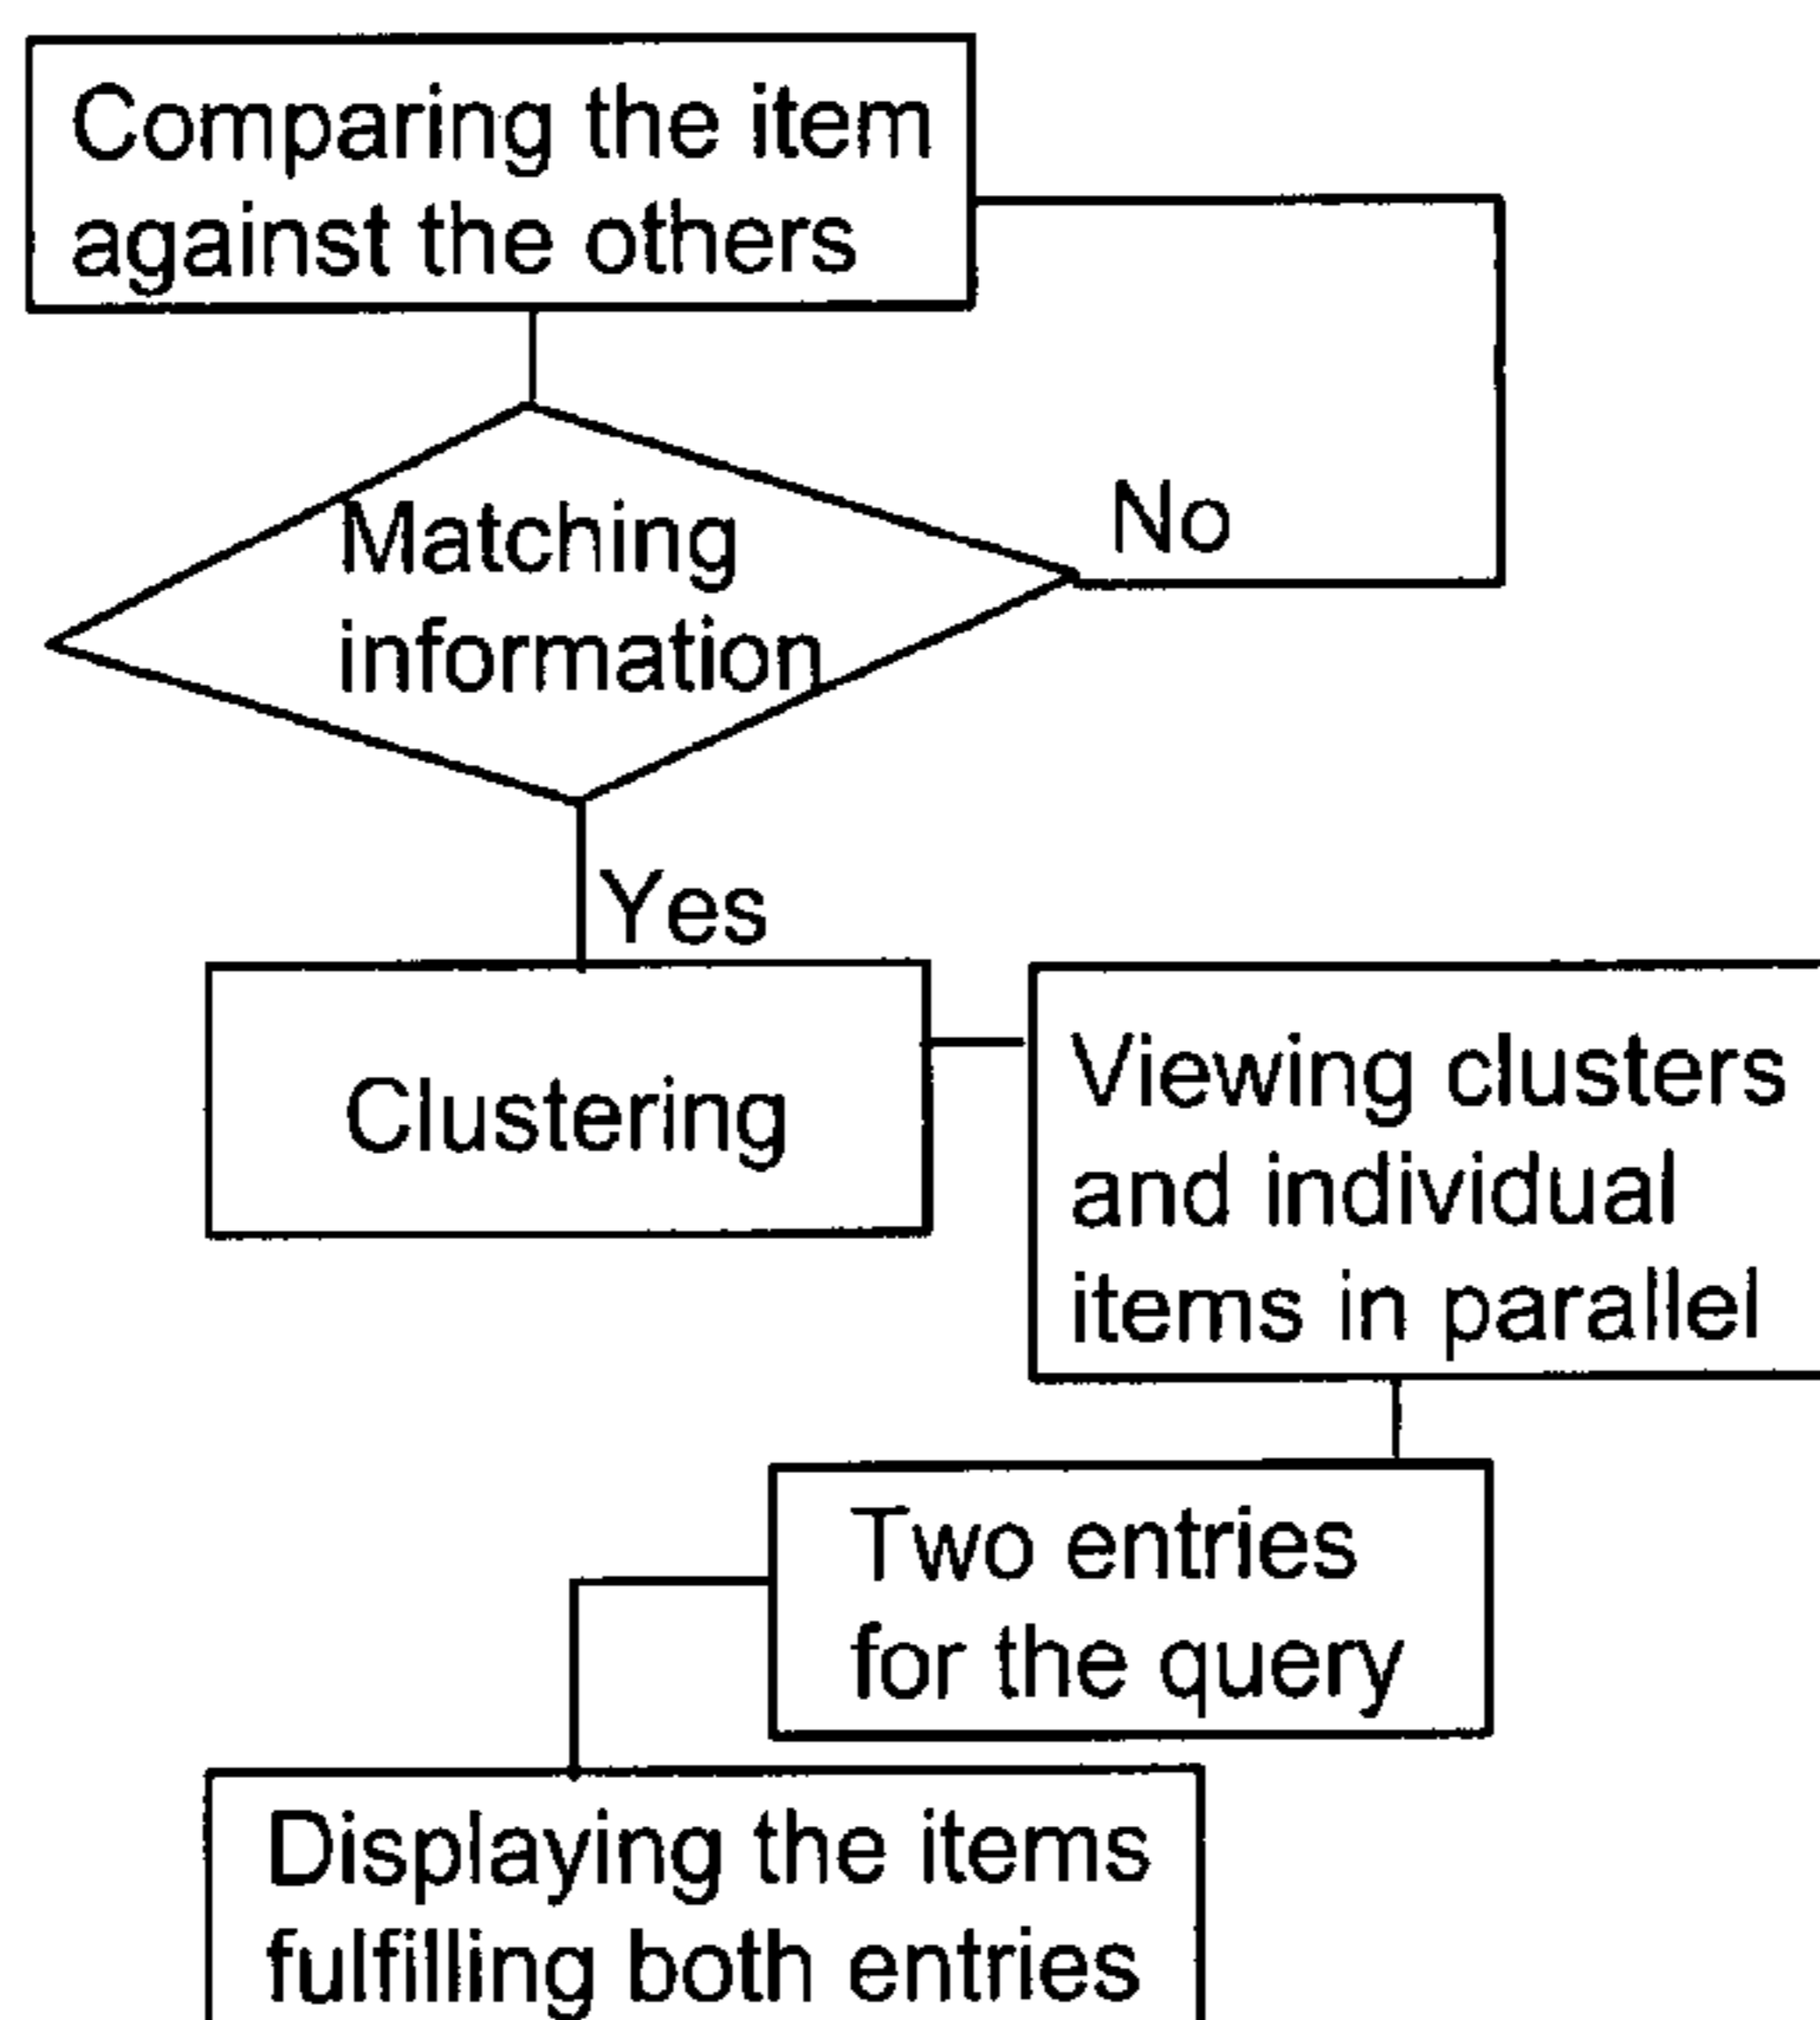 Comparing the item
against the others
Matching
information
No
Yes
Clustering
Viewing clusters
and individual
items in parallel
Two entries
for the query
Displaying the items
fulfilling both entries